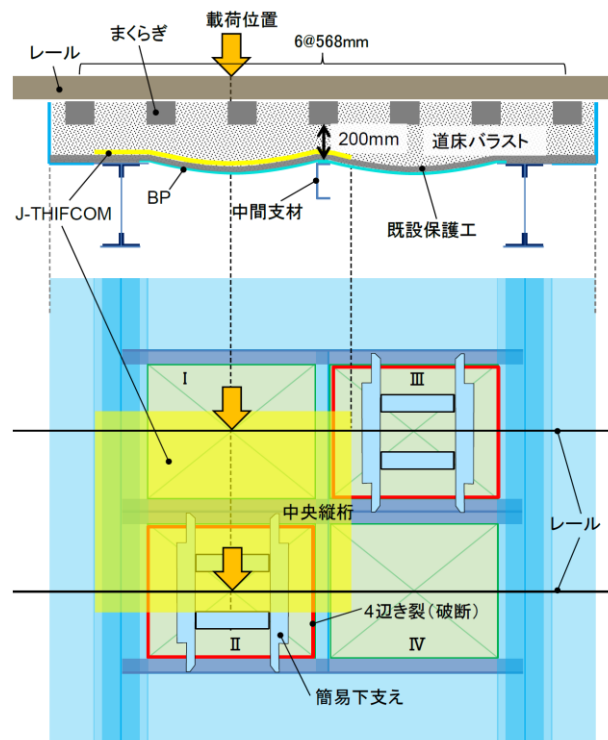 載荷位置
まくらぎ
6@568mm
レール
200mm
道床バラスト
J-THIFCOM
BP
中間支材
既設保護工
Ⅰ
Ⅲ
中央縦桁
レール
4辺き裂(破断)
Ⅱ
Ⅳ
簡易下支え